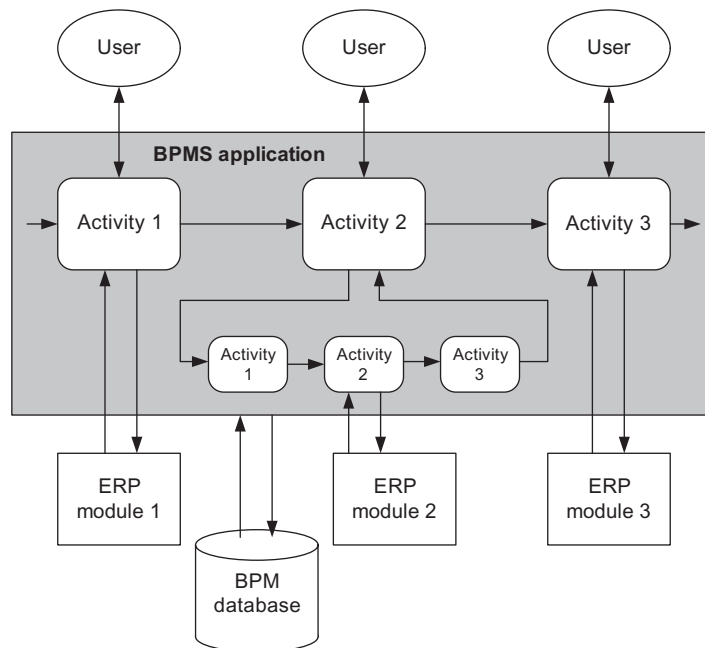 User
User
User
BPMS application
Activity 1
Activity 2
Activity 3
Activity
1
Activity
2
Activity
3
ERP
module 1
ERP
module 2
ERP
module 3
BPM
database